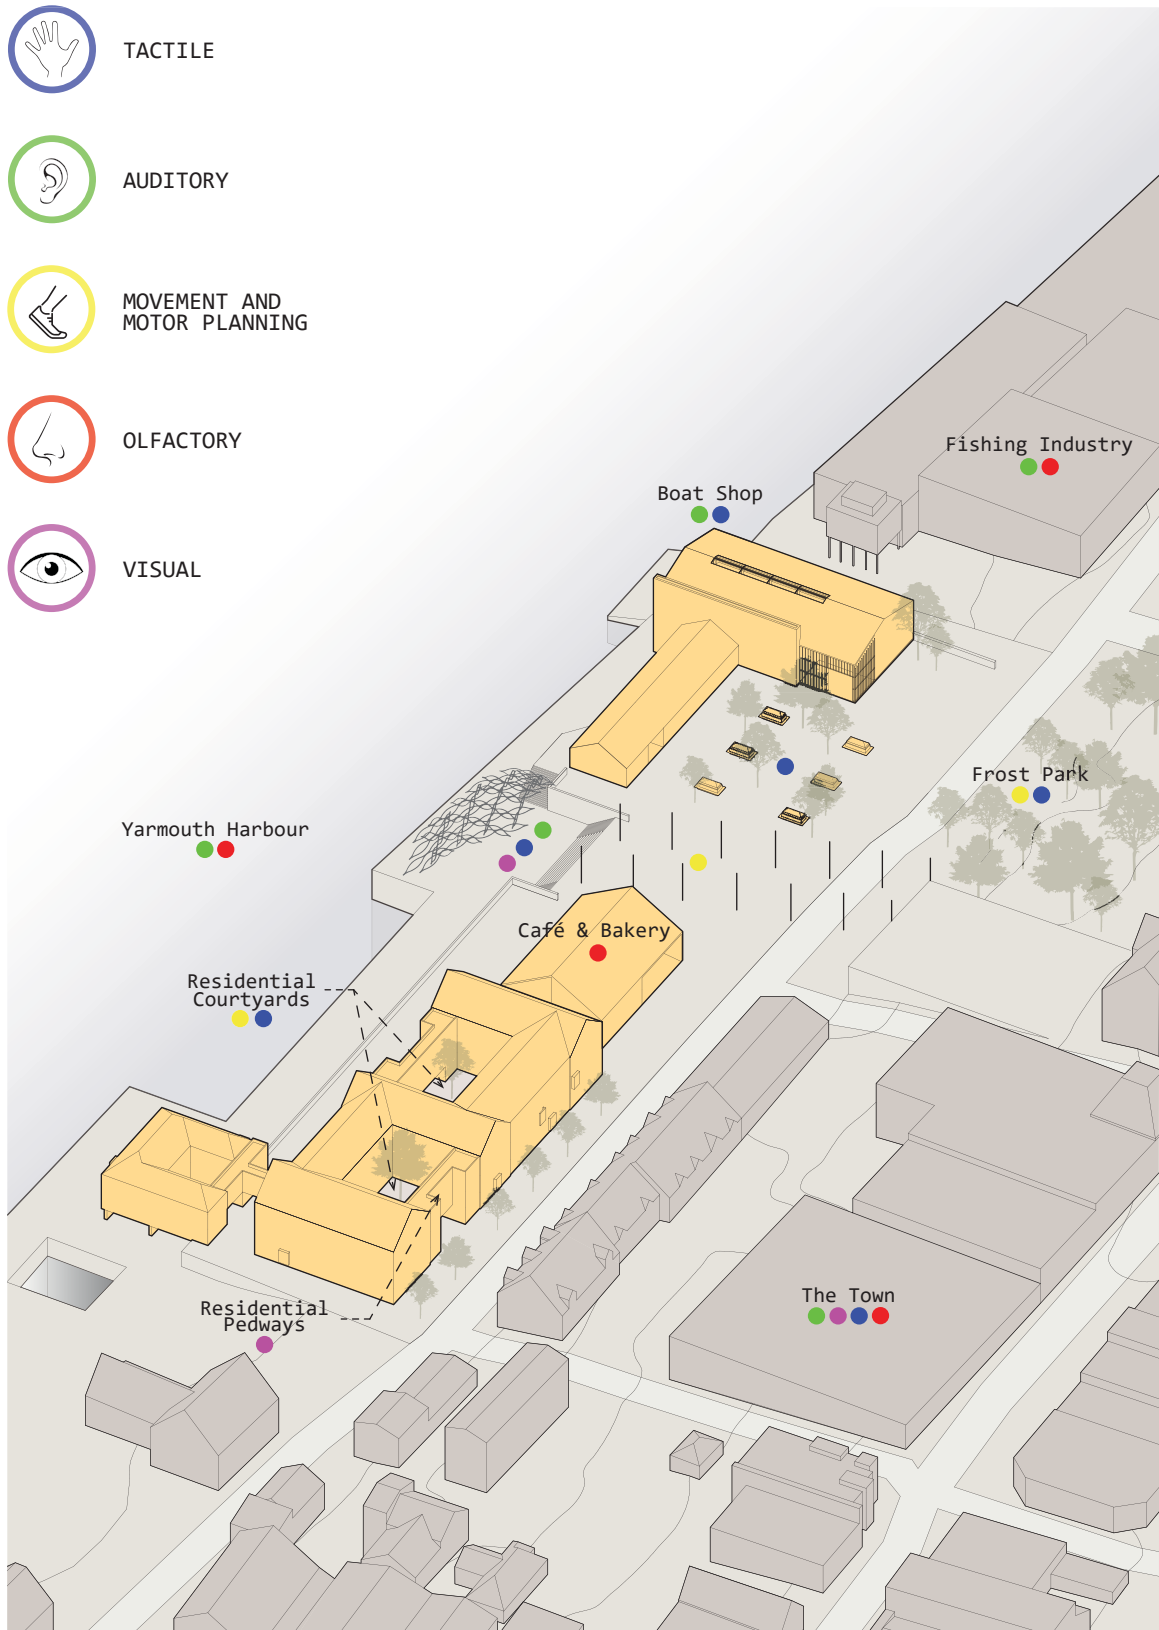 TACTILE
AUDITORY
MOVEMENT AND
MOTOR PLANNING
OLFACTORY
VISUAL
Fishing Industry
Boat Shop
Frost Park
Yarmouth Harbour
Café & Bakery
Residential
Courtyards
The Town
Residential
Pedways